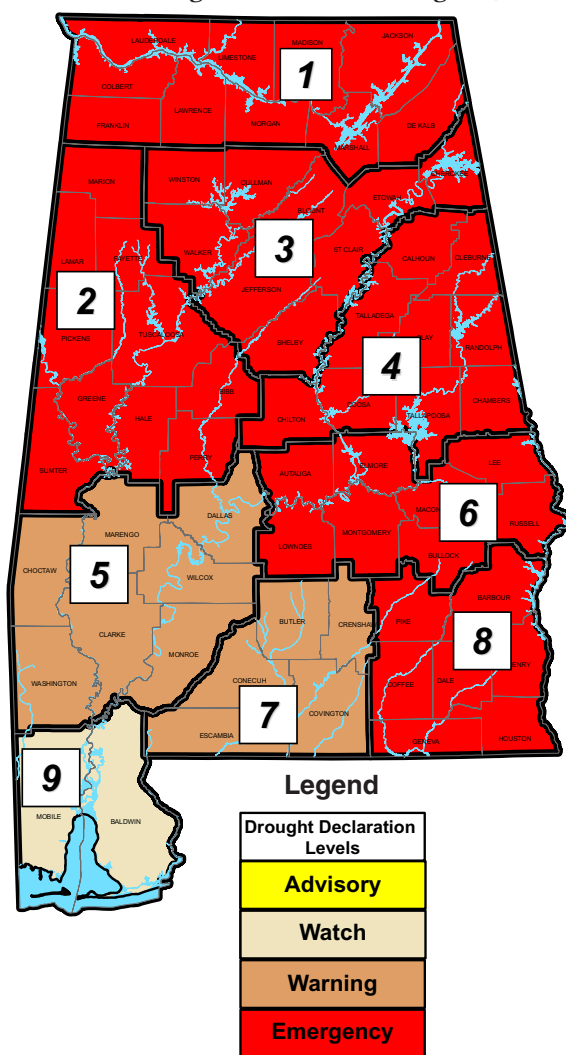 LAUDERDALE
LIMESTONE
MADISON
JACKSON
COLBERT
1
LAWRENCE
FRANKLIN
MORGAN
MARSHALL
DE KALB
MARION
WINSTON
CULLMAN
ETOWAH
BLOUNT
WALKER
3
ST CLAIR
CALHOUN
CLEBURNE
LAMAR
FAYETTE
2
JEFFERSON
TALLADEGA
PICKENS
TUSCALOOSA
SHELBY
4
LAY
RANDOLPH
GREENE
HALE
BIBB
CHILTON
COOSA
TALLAPOOSA
CHAMBERS
SUMTER
PERRY
AUTAUGA
ELMORE
LEE
DALLAS
MACON
6
RUSSELL
MARENGO
LOWNDES
MONTGOMERY
BULLOCK
CHOCTAW
5
WILCOX
BARBOUR
CLARKE
BUTLER
CRENSHAW
PIKE
8
MONROE
CONECUH
DALE
ENRY
WASHINGTON
COFFEE
7
COVINGTON
ESCAMBIA
GENEVA
HOUSTON
9
MOBILE
BALDWIN
Legend
Drought Declaration
Levels
Advisory
Watch
Warning
Emergency